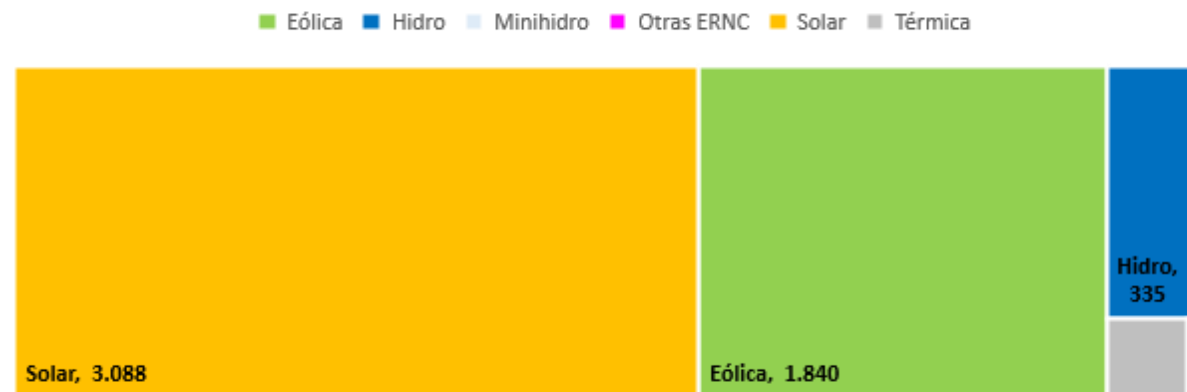 Eólica Hidro Minihidro Otras ERNC Solar Térmica
Solar, 3.088
Eólica, 1.840
Hidro,
335